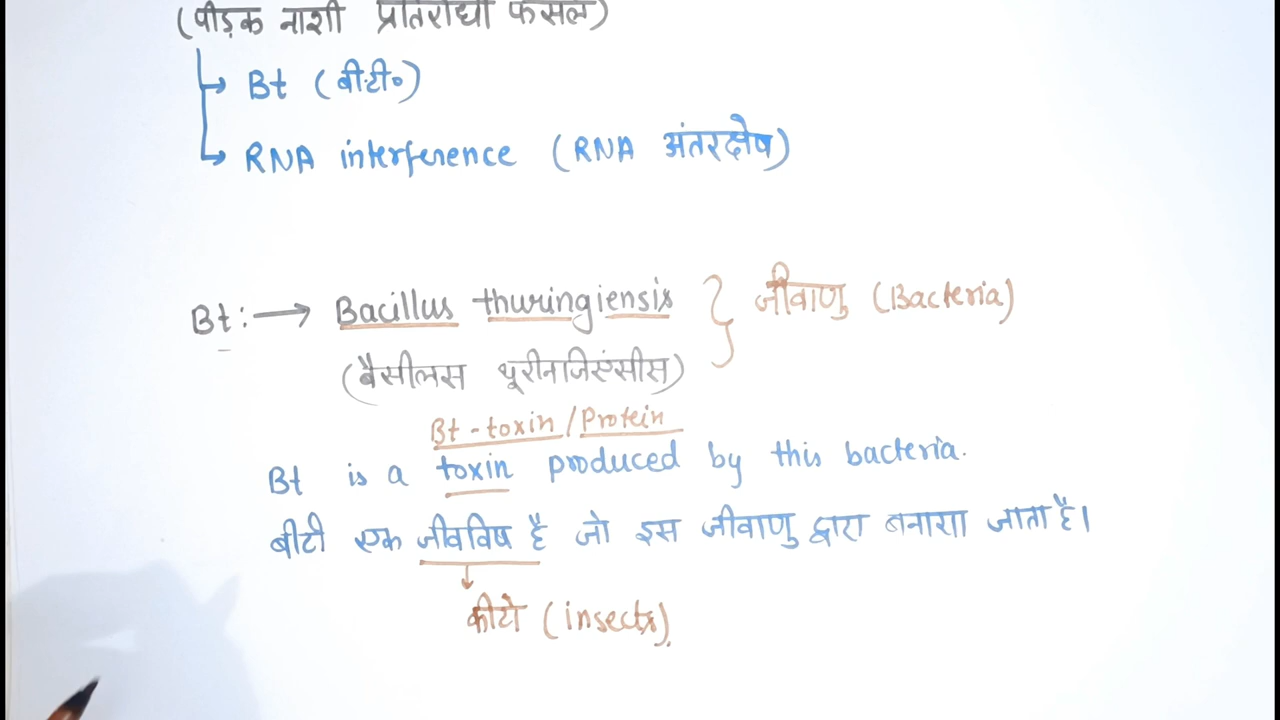 (पीड़क नाशी प्रतिरोधी फसल)
Bt (बी.टी०)
RNA interference (RNA अंतरक्षेप)
Bt :→ Bacillus thuringiensis } जीवाणु (Bacteria)
(बैसीलस थूरीनजिएंसीस)
Bt-toxin/Protein
Bt is a toxin produced by this bacteria.
बीटी एक जीवविष है जो इस जीवाणु द्वारा बनाया जाता है।
कीटो (insects)